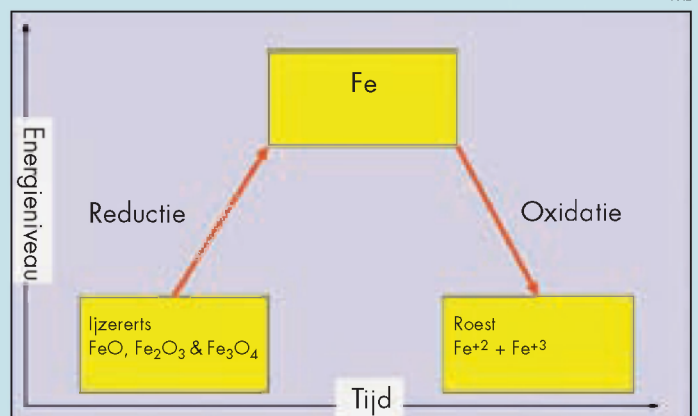 Fe
Energieniveau
Reductie
Oxidatie
Ijzererts
FeO, Fe₂O₃ & Fe₃O₄
Roest
Fe⁺² + Fe⁺³
Tijd